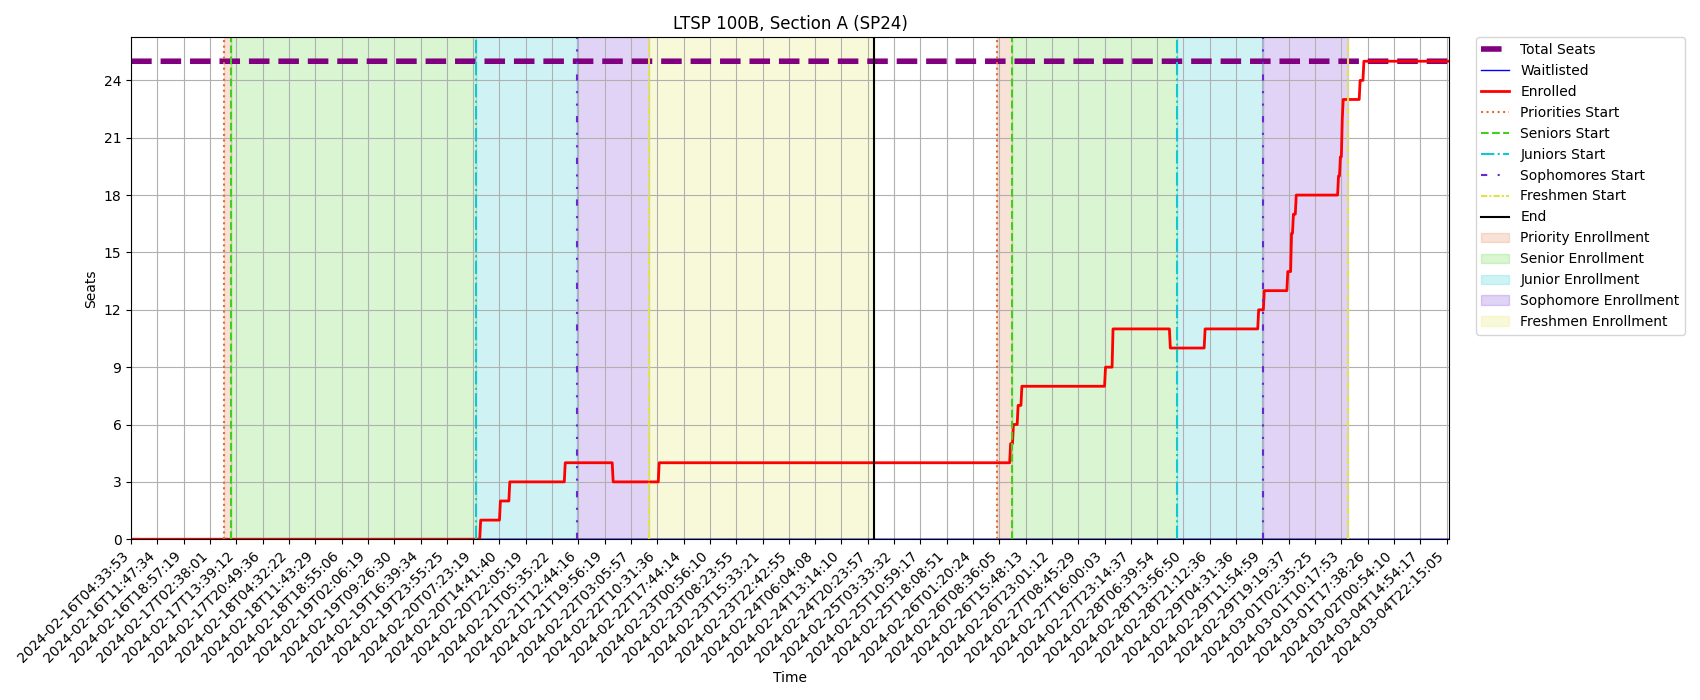 LTSP 100B, Section A (SP24)
Seats
24
21
18
15
12
9
6
3
0
2024-02-16T04:33:53
2024-02-16T11:47:34
2024-02-16T18:57:19
2024-02-17T02:38:01
2024-02-17T13:39:12
2024-02-17T20:49:36
2024-02-18T04:32:22
2024-02-18T11:43:29
2024-02-18T18:55:06
2024-02-19T02:06:19
2024-02-19T09:26:30
2024-02-19T16:39:34
2024-02-19T23:55:25
2024-02-20T07:23:19
2024-02-20T14:41:40
2024-02-20T22:05:19
2024-02-21T05:35:22
2024-02-21T12:44:16
2024-02-21T19:56:19
2024-02-22T03:05:57
2024-02-22T10:31:36
2024-02-22T17:44:14
2024-02-23T00:56:10
2024-02-23T08:23:55
2024-02-23T15:33:21
2024-02-23T22:42:55
2024-02-24T06:04:08
2024-02-24T13:14:10
2024-02-24T20:23:57
2024-02-25T03:33:32
2024-02-25T10:59:17
2024-02-25T18:08:51
2024-02-26T01:20:24
2024-02-26T08:36:05
2024-02-26T15:48:13
2024-02-26T23:01:12
2024-02-27T08:45:29
2024-02-27T16:00:03
2024-02-27T23:14:37
2024-02-28T06:39:54
2024-02-28T13:56:50
2024-02-28T21:12:36
2024-02-29T04:31:36
2024-02-29T11:54:59
2024-02-29T19:19:37
2024-03-01T02:35:25
2024-03-01T10:17:53
2024-03-01T17:38:26
2024-03-02T00:54:10
2024-03-04T14:54:17
2024-03-04T22:15:05
Time
Total Seats
Waitlisted
Enrolled
Priorities Start
Seniors Start
Juniors Start
Sophomores Start
Freshmen Start
End
Priority Enrollment
Senior Enrollment
Junior Enrollment
Sophomore Enrollment
Freshmen Enrollment